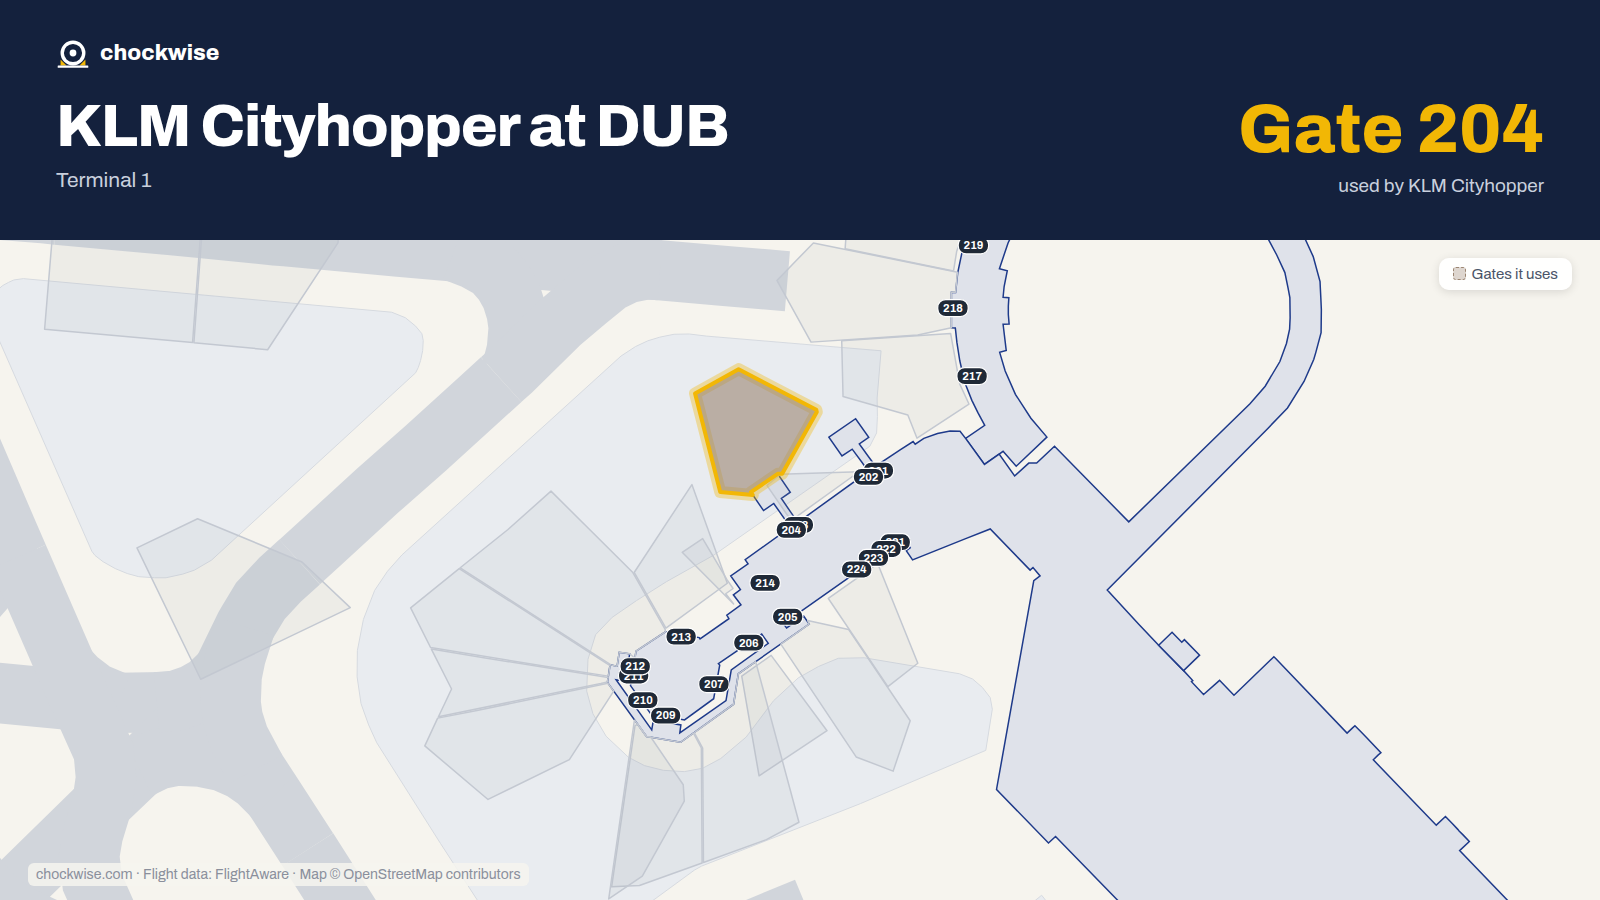 chockwise
KLM Cityhopper at DUB
Terminal 1
Gate 204
used by KLM Cityhopper
Gates it uses
219
218
217
202
204
214
222
223
224
205
206
213
212
211
210
209
207
chockwise.com · Flight data: FlightAware · Map © OpenStreetMap contributors